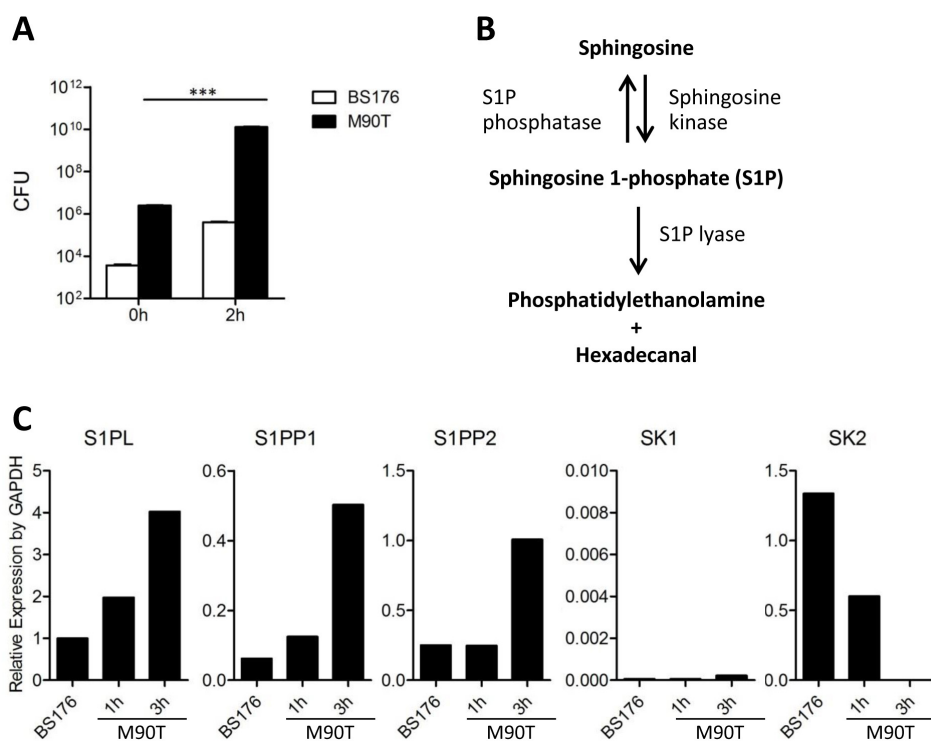 A
CFU
10¹²
10¹⁰
10⁸
10⁶
10⁴
10²
***
BS176
M90T
0h
2h
B
Sphingosine
S1P
phosphatase
Sphingosine
kinase
Sphingosine 1-phosphate (S1P)
S1P lyase
Phosphatidylethanolamine
+
Hexadecanal
C
Relative Expression by GAPDH
S1PL
5
4
3
2
1
0
BS176
1h
3h
M90T
S1PP1
0.6
0.4
0.2
0.0
BS176
1h
3h
M90T
S1PP2
1.5
1.0
0.5
0.0
BS176
1h
3h
M90T
SK1
0.010
0.008
0.006
0.004
0.002
0.000
BS176
1h
3h
M90T
SK2
1.5
1.0
0.5
0.0
BS176
1h
3h
M90T